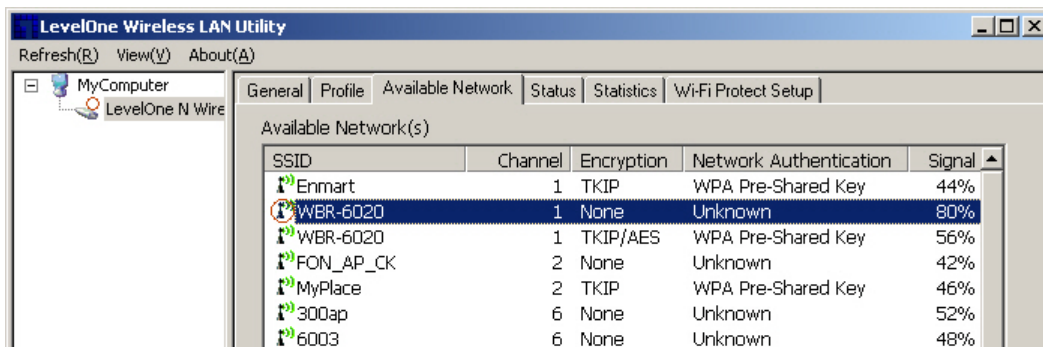 LevelOne Wireless LAN Utility
Refresh(R) View(V) About(A)
MyComputer
LevelOne N Wire
General Profile Available Network Status Statistics Wi-Fi Protect Setup
Available Network(s)
SSID Channel Encryption Network Authentication Signal
Enmart 1 TKIP WPA Pre-Shared Key 44%
WBR-6020 1 None Unknown 80%
WBR-6020 1 TKIP/AES WPA Pre-Shared Key 56%
FON_AP_CK 2 None Unknown 42%
MyPlace 2 TKIP WPA Pre-Shared Key 46%
300ap 6 None Unknown 52%
6003 6 None Unknown 48%